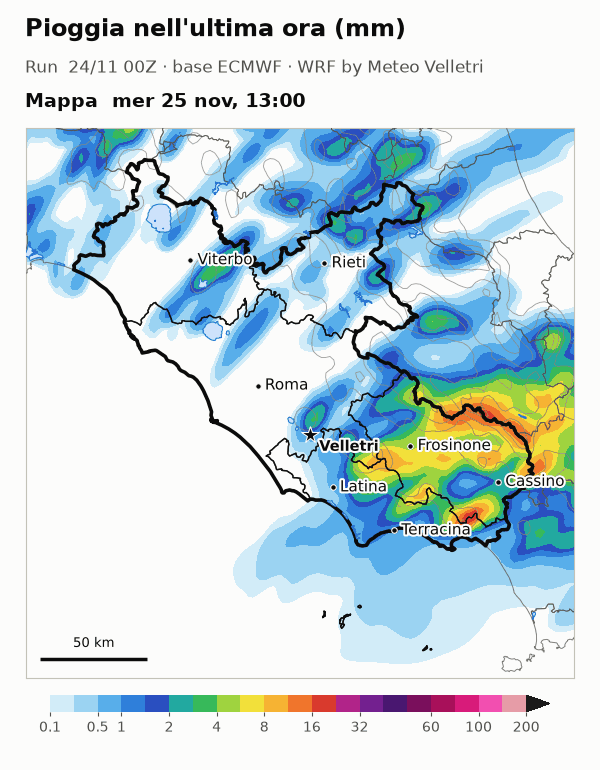 Pioggia nell'ultima ora (mm)
Run 24/11 00Z · base ECMWF · WRF by Meteo Velletri
Mappa mer 25 nov, 13:00
Viterbo
Rieti
Roma
Velletri
Frosinone
Cassino
Latina
Terracina
50 km
0.1 0.5 1 2 4 8 16 32 60 100 200